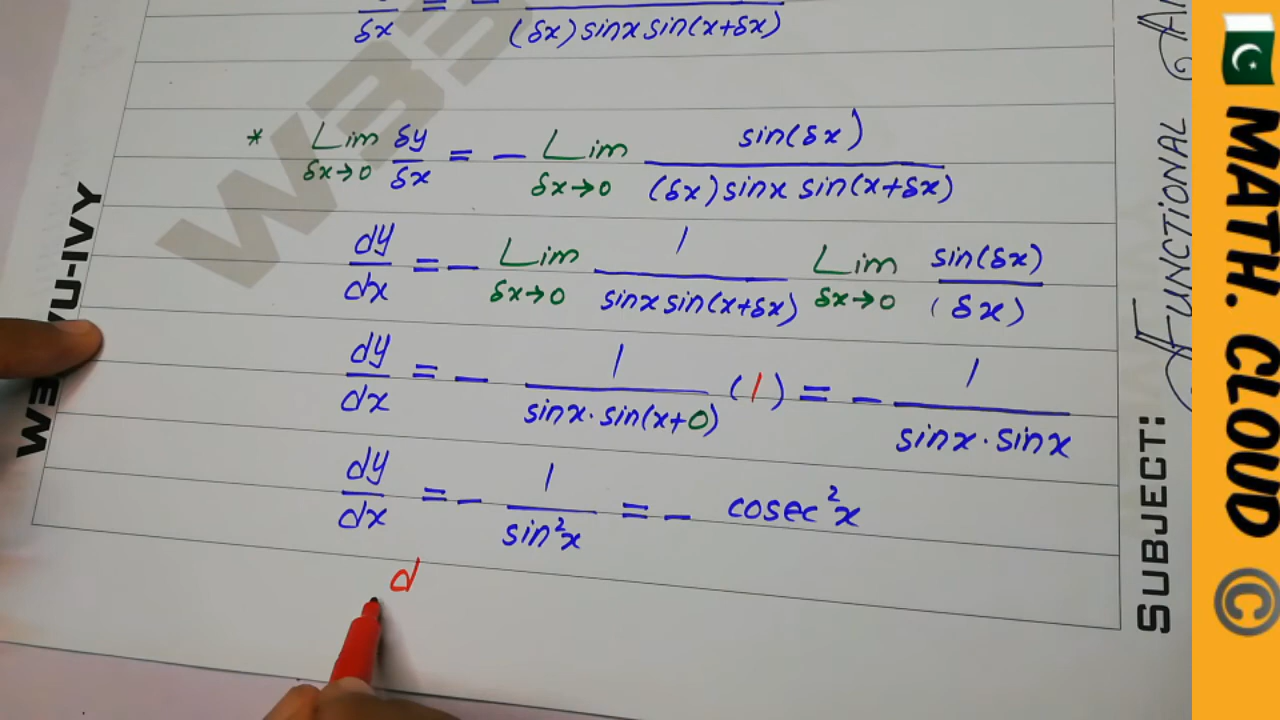 δx = - (δx) sinx sin(x+δx)
* Lim δx→0 δy/δx = - Lim δx→0 sin(δx) / (δx) sinx sin(x+δx)
dy/dx = - Lim δx→0 1 / sinx sin(x+δx) Lim δx→0 sin(δx) / (δx)
dy/dx = - 1 / sinx·sin(x+0) (1) = - 1 / sinx·sinx
dy/dx = - 1 / sin²x = - cosec²x
d
SUBJECT: FUNCTIONAL
MATH. CLOUD ©